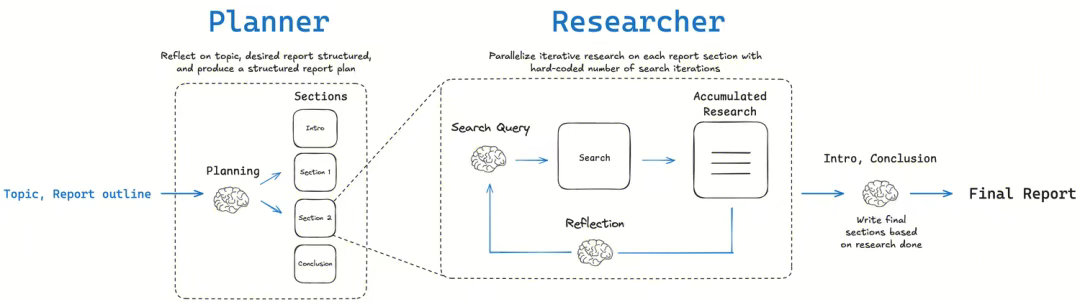 Planner
Reflect on topic, desired report structured,
and produce a structured report plan
Sections
Intro
Section 1
Section 2
Conclusion
Planning
Topic, Report outline
Researcher
Parallelize iterative research on each report section with
hard-coded number of search iterations
Search Query
Search
Accumulated
Research
Reflection
Intro, Conclusion
Write final
sections based
on research done
Final Report